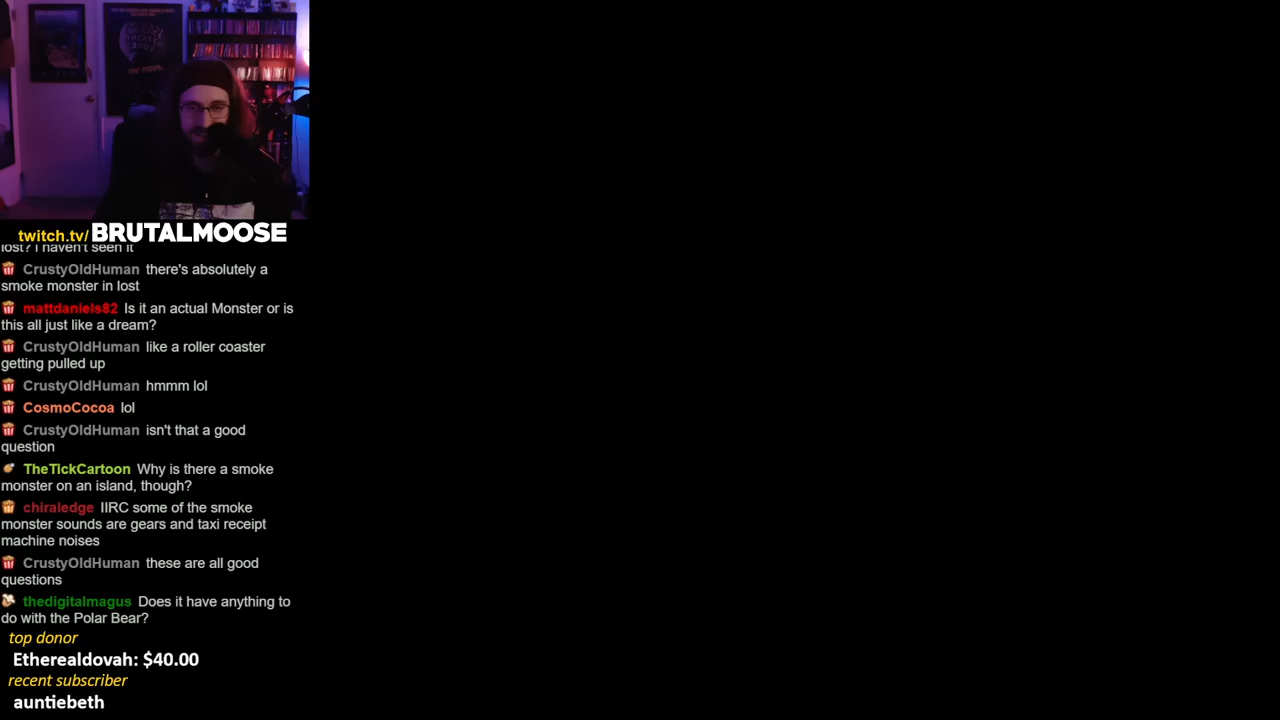 twitch.tv/BRUTALMOOSE
lost? i haven't seen it
CrustyOldHuman there's absolutely a
smoke monster in lost
mattdaniels82 Is it an actual Monster or is
this all just like a dream?
CrustyOldHuman like a roller coaster
getting pulled up
CrustyOldHuman hmmm lol
CosmoCocoa lol
CrustyOldHuman isn't that a good
question
TheTickCartoon Why is there a smoke
monster on an island, though?
chiraledge IIRC some of the smoke
monster sounds are gears and taxi receipt
machine noises
CrustyOldHuman these are all good
questions
thedigitalmagus Does it have anything to
do with the Polar Bear?
top donor
Etherealdovah: $40.00
recent subscriber
auntiebeth